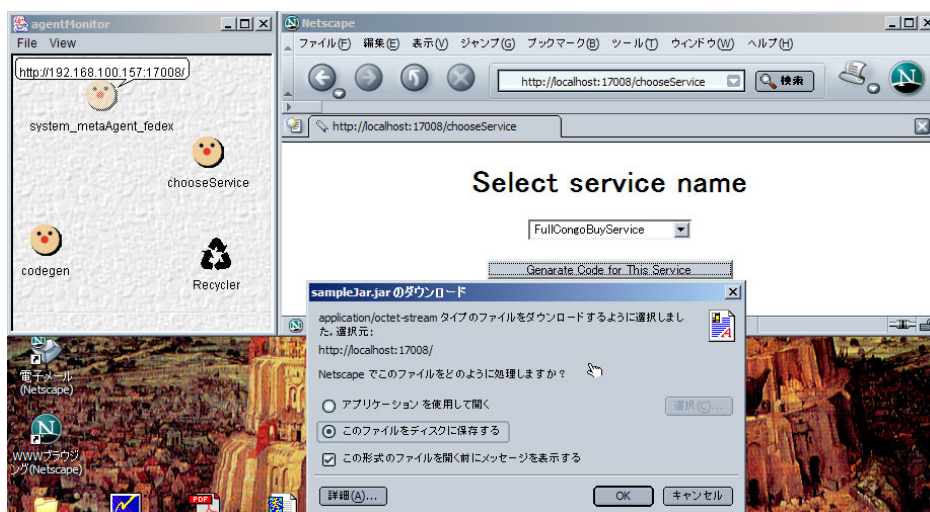 agentMonitor
File View
http://192.168.100.157:17008/
system_metaAgent_fedex
chooseService
codegen
Recycler
Netscape
ファイル(F) 編集(E) 表示(V) ジャンプ(G) ブックマーク(B) ツール(T) ウィンドウ(W) ヘルプ(H)
http://localhost:17008/chooseService
検索
N
http://localhost:17008/chooseService
Select service name
FullCongoBuyService
Genarate Code for This Service
sampleJar.jar のダウンロード
application/octet-stream タイプのファイルをダウンロードするように選択しまし
た。選択元:
http://localhost:17008/
Netscape でこのファイルをどのように処理しますか?
アプリケーションを使用して開く
選択(C)...
このファイルをディスクに保存する
この形式のファイルを開く前にメッセージを表示する
詳細(A)...
OK
キャンセル
電子メール
(Netscape)
N
WWWブラウジ
ング(Netscape)
PDF